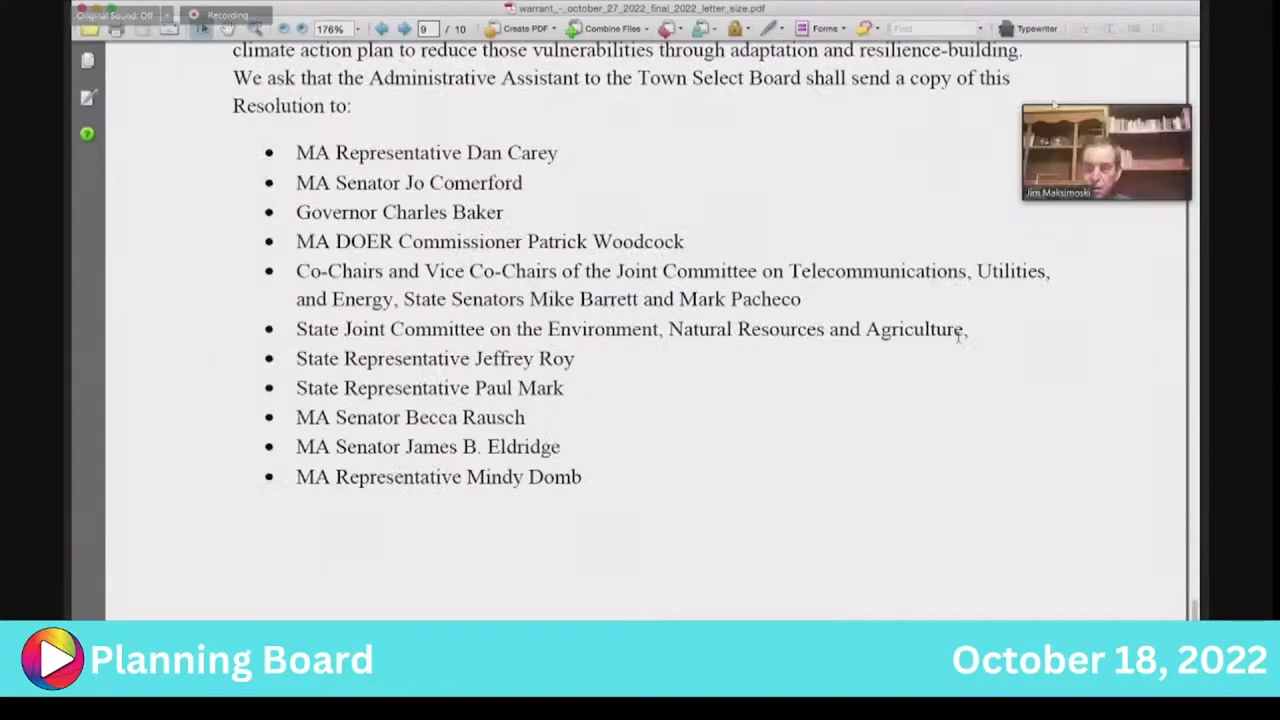 warrant_-_october_27_2022_final_2022_letter_size.pdf
Original Sound: Off
Recording...
176%
9 / 10
Create PDF
Combine Files
Forms
Find
Typewriter
climate action plan to reduce those vulnerabilities through adaptation and resilience-building.
We ask that the Administrative Assistant to the Town Select Board shall send a copy of this
Resolution to:
• MA Representative Dan Carey
• MA Senator Jo Comerford
• Governor Charles Baker
• MA DOER Commissioner Patrick Woodcock
• Co-Chairs and Vice Co-Chairs of the Joint Committee on Telecommunications, Utilities,
and Energy, State Senators Mike Barrett and Mark Pacheco
• State Joint Committee on the Environment, Natural Resources and Agriculture,
• State Representative Jeffrey Roy
• State Representative Paul Mark
• MA Senator Becca Rausch
• MA Senator James B. Eldridge
• MA Representative Mindy Domb
Jim Maksimoski
Planning Board
October 18, 2022